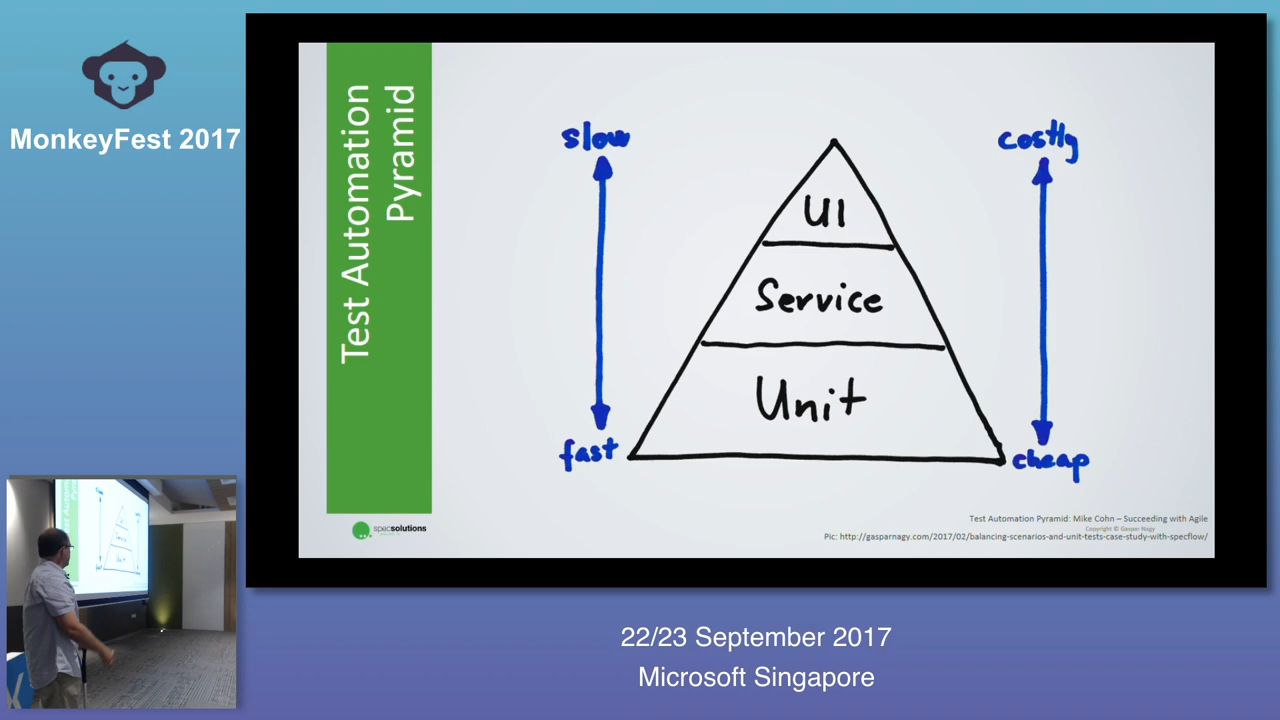 MonkeyFest 2017
Test Automation
Pyramid
slow
fast
UI
Service
Unit
costly
cheap
specsolutions
Test Automation Pyramid: Mike Cohn – Succeeding with Agile
Copyright © Gaspar Nagy
Pic: http://gasparnagy.com/2017/02/balancing-scenarios-and-unit-tests-case-study-with-specflow/
22/23 September 2017
Microsoft Singapore